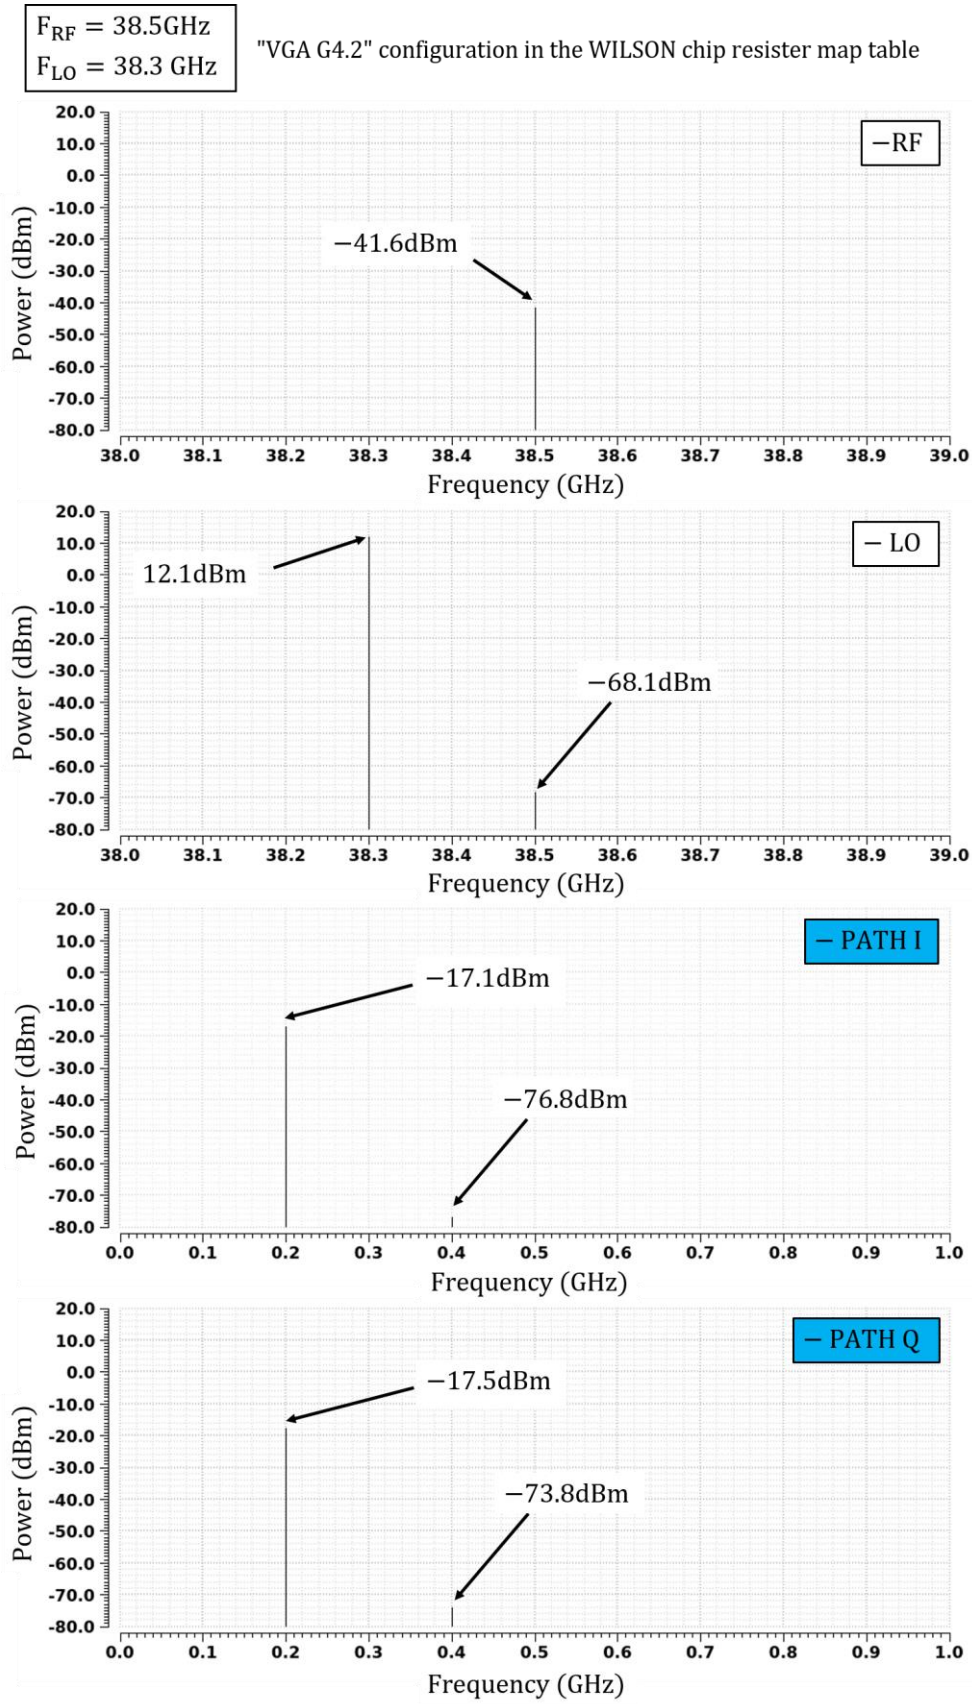 F_RF = 38.5GHz
F_LO = 38.3 GHz
"VGA G4.2" configuration in the WILSON chip resister map table
20.0
10.0
0.0
-10.0
-20.0
-30.0
-40.0
-50.0
-60.0
-70.0
-80.0
Power (dBm)
−RF
−41.6dBm
38.0 38.1 38.2 38.3 38.4 38.5 38.6 38.7 38.8 38.9 39.0
Frequency (GHz)
20.0
10.0
0.0
-10.0
-20.0
-30.0
-40.0
-50.0
-60.0
-70.0
-80.0
Power (dBm)
− LO
12.1dBm
−68.1dBm
38.0 38.1 38.2 38.3 38.4 38.5 38.6 38.7 38.8 38.9 39.0
Frequency (GHz)
20.0
10.0
0.0
-10.0
-20.0
-30.0
-40.0
-50.0
-60.0
-70.0
-80.0
Power (dBm)
− PATH I
−17.1dBm
−76.8dBm
0.0 0.1 0.2 0.3 0.4 0.5 0.6 0.7 0.8 0.9 1.0
Frequency (GHz)
20.0
10.0
0.0
-10.0
-20.0
-30.0
-40.0
-50.0
-60.0
-70.0
-80.0
Power (dBm)
− PATH Q
−17.5dBm
−73.8dBm
0.0 0.1 0.2 0.3 0.4 0.5 0.6 0.7 0.8 0.9 1.0
Frequency (GHz)